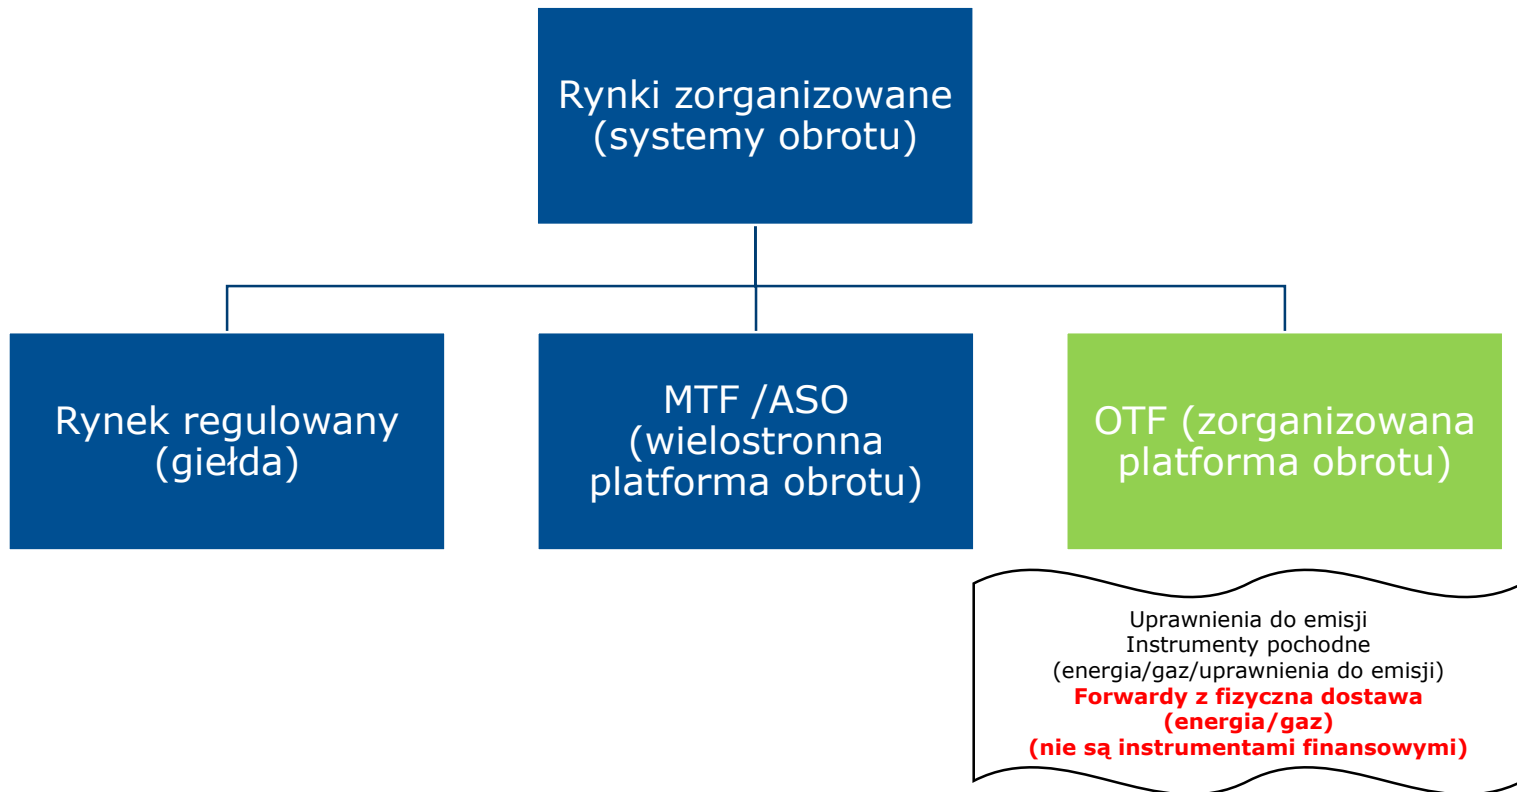 Rynki zorganizowane
(systemy obrotu)
Rynek regulowany
(giełda)
MTF /ASO
(wielostronna
platforma obrotu)
OTF (zorganizowana
platforma obrotu)
Uprawnienia do emisji
Instrumenty pochodne
(energia/gaz/uprawnienia do emisji)
Forwardy z fizyczna dostawa
(energia/gaz)
(nie są instrumentami finansowymi)